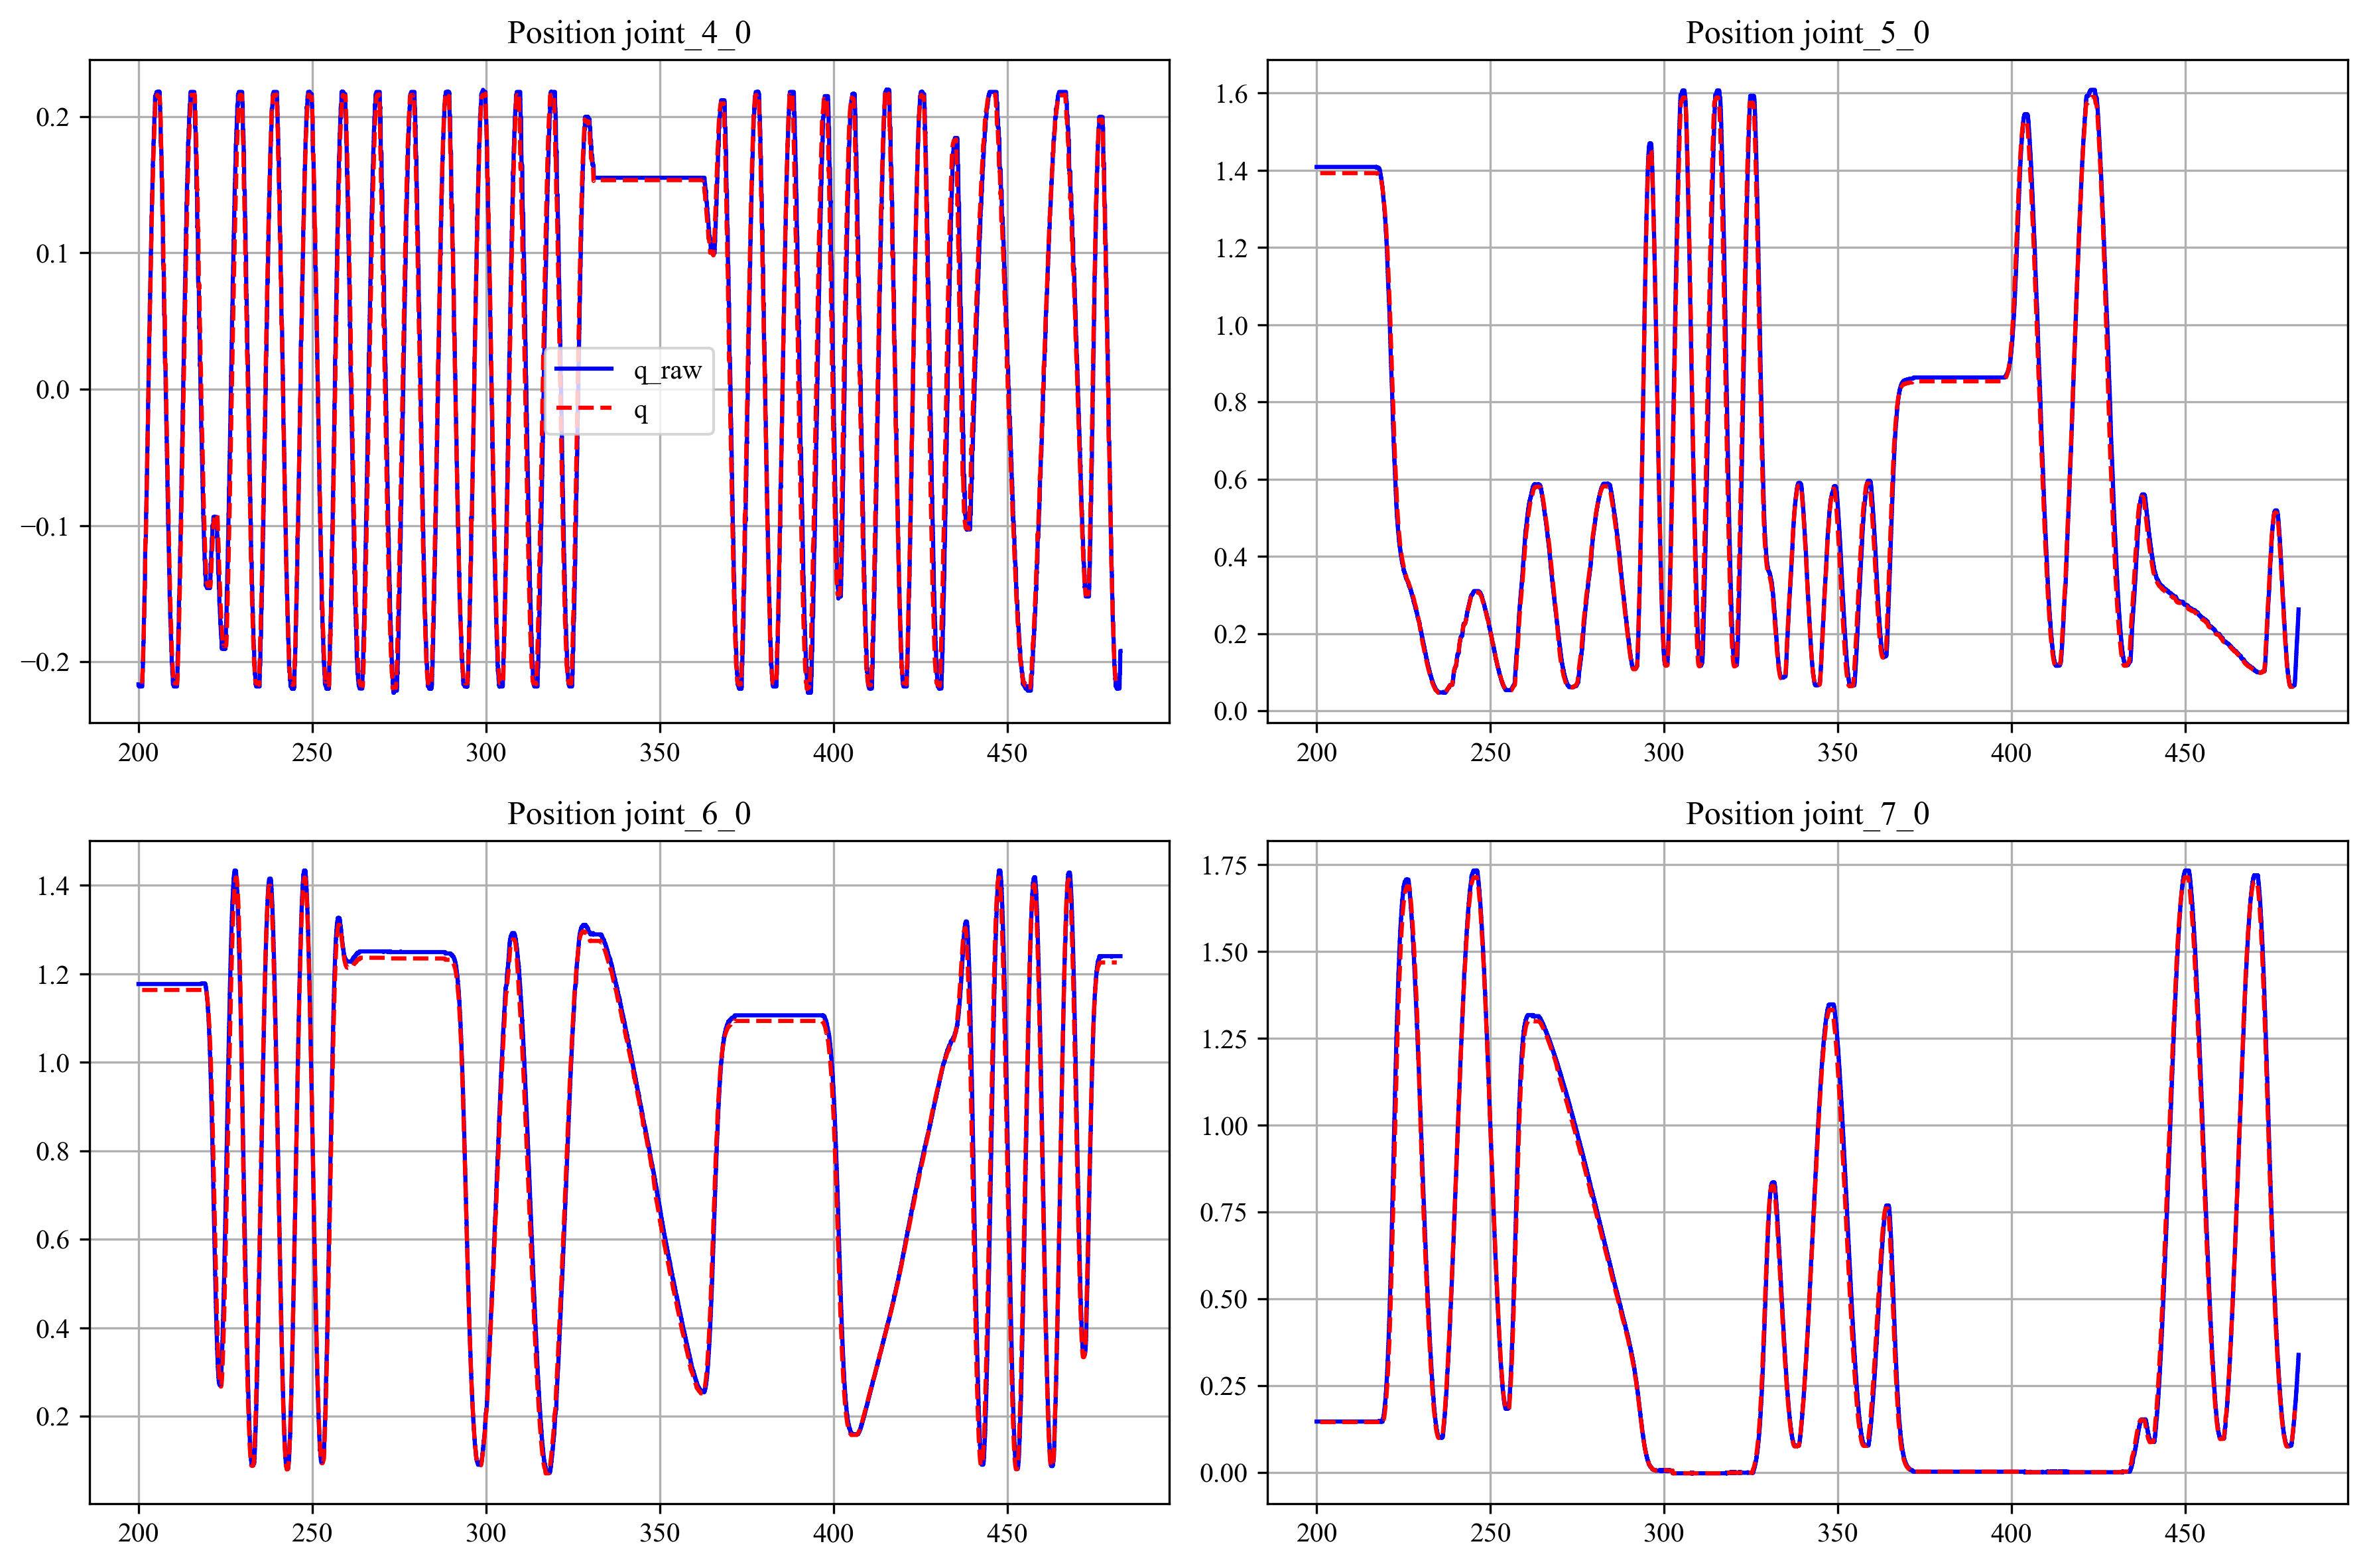 Position joint_4_0
0.2
0.1
0.0
−0.1
−0.2
q_raw
q
200 250 300 350 400 450
Position joint_5_0
1.6
1.4
1.2
1.0
0.8
0.6
0.4
0.2
0.0
200 250 300 350 400 450
Position joint_6_0
1.4
1.2
1.0
0.8
0.6
0.4
0.2
200 250 300 350 400 450
Position joint_7_0
1.75
1.50
1.25
1.00
0.75
0.50
0.25
0.00
200 250 300 350 400 450